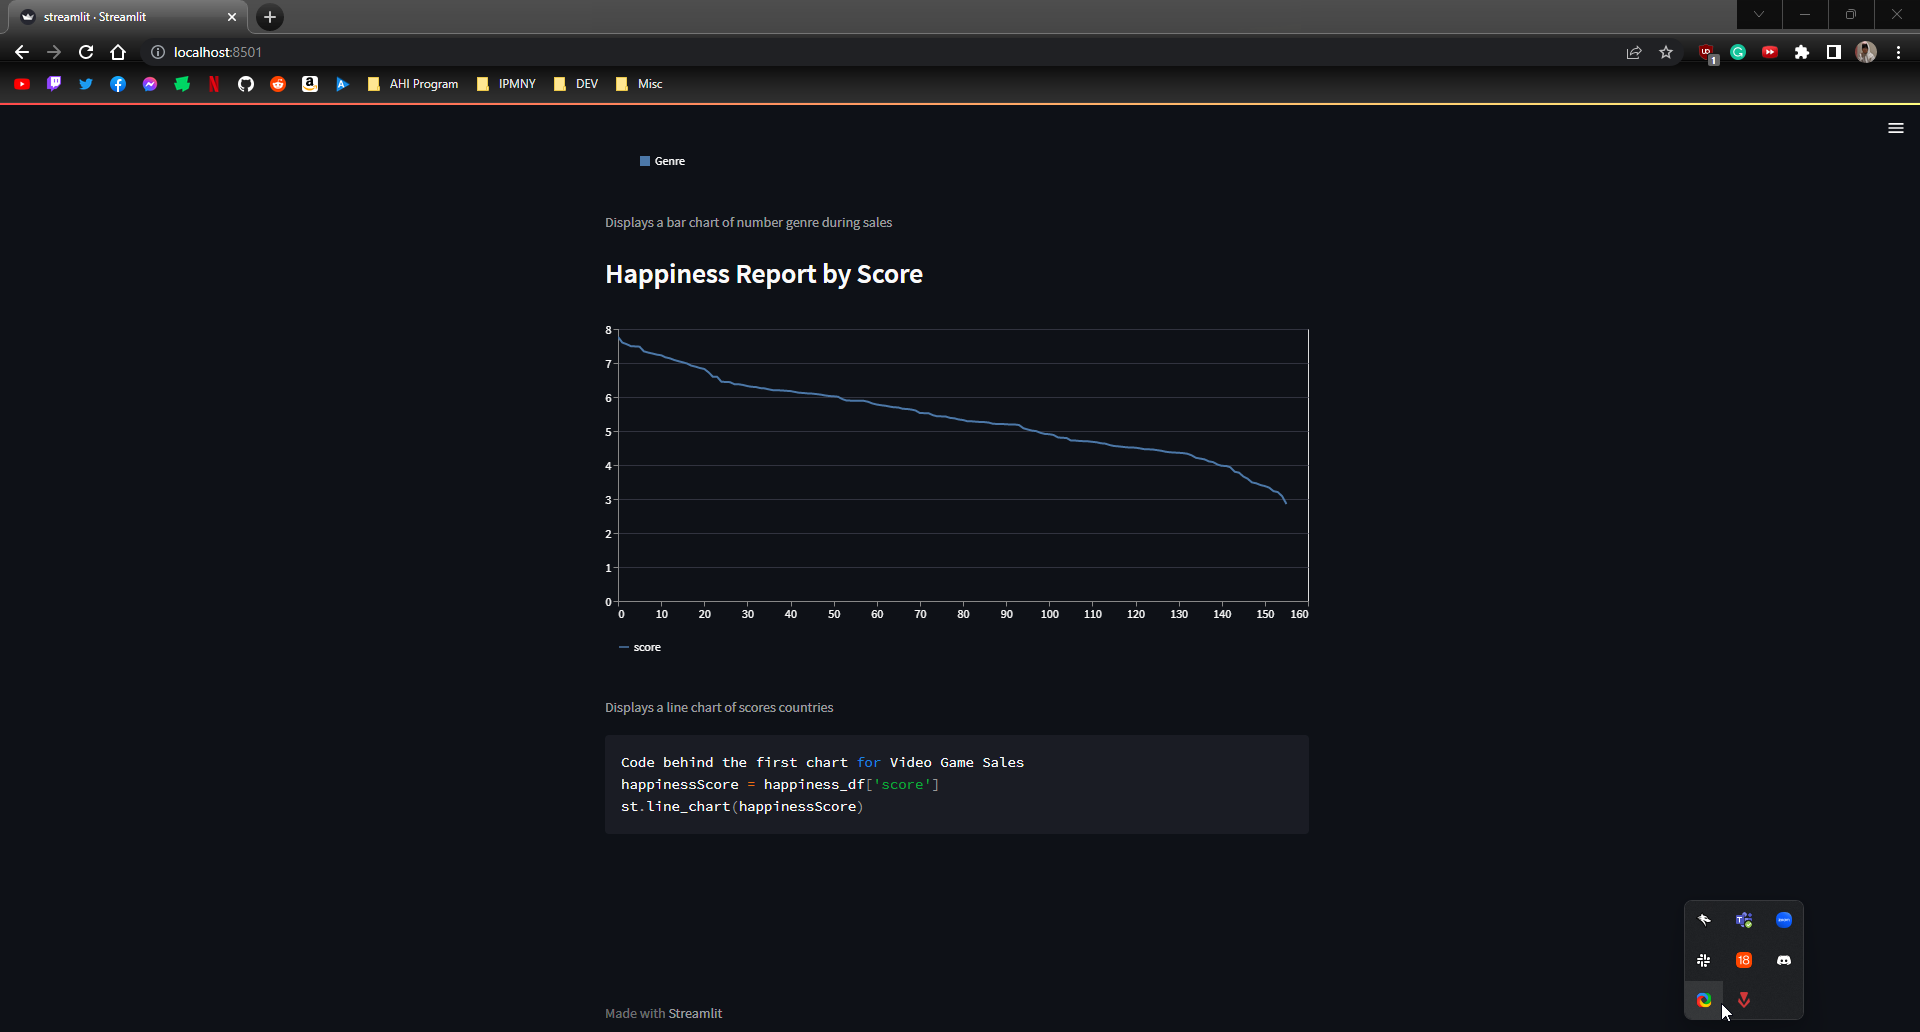 streamlit · Streamlit
localhost:8501
1
AHI Program
IPMNY
DEV
Misc
Genre
Displays a bar chart of number genre during sales
Happiness Report by Score
8
7
6
5
4
3
2
1
0
0 10 20 30 40 50 60 70 80 90 100 110 120 130 140 150 160
score
Displays a line chart of scores countries
Code behind the first chart for Video Game Sales
happinessScore = happiness_df['score']
st.line_chart(happinessScore)
18
Made with Streamlit